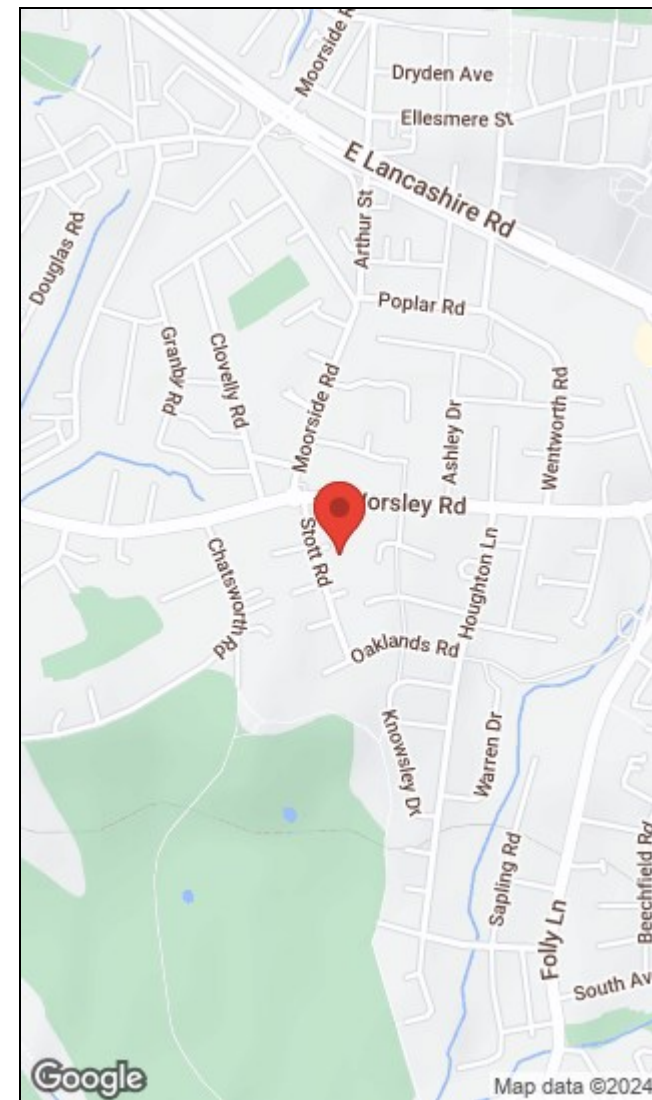 Moorside R
Dryden Ave
Ellesmere St
E Lancashire Rd
Arthur St
Douglas Rd
Poplar Rd
Granby Rd
Clovelly Rd
Moorside Rd
Ashley Dr
Wentworth Rd
orsley Rd
Stott Rd
Houghton Ln
Chatsworth
Rd
Oaklands Rd
Knowsley Dr
Warren Dr
Sapling Rd
Folly Ln
Beechfield Rd
South Av
Google
Map data ©2024